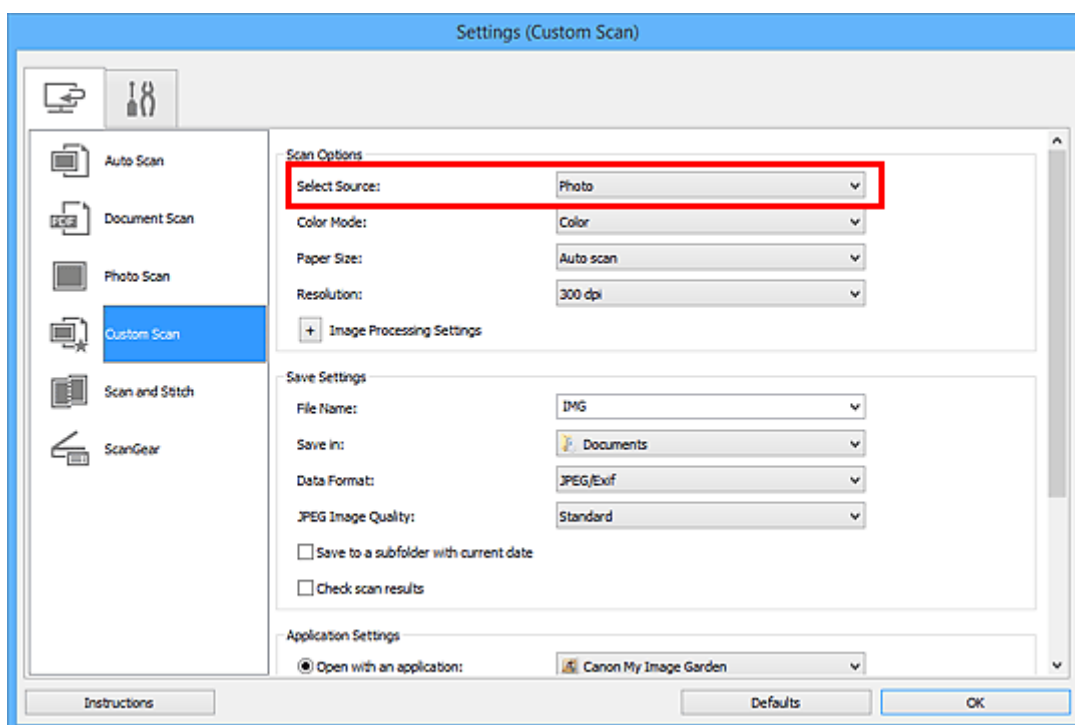 Settings (Custom Scan)
Auto Scan
Document Scan
Photo Scan
Custom Scan
Scan and Stitch
ScanGear
Scan Options
Select Source: Photo
Color Mode: Color
Paper Size: Auto scan
Resolution: 300 dpi
+ Image Processing Settings
Save Settings
File Name: IMG
Save in: Documents
Data Format: JPEG/Exif
JPEG Image Quality: Standard
Save to a subfolder with current date
Check scan results
Application Settings
Open with an application: Canon My Image Garden
Instructions Defaults OK